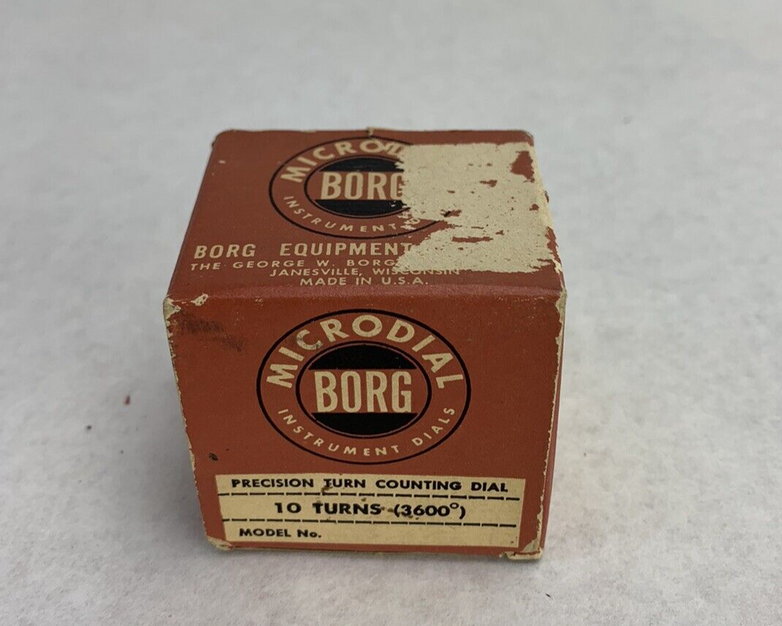 MICRO
BORG
INSTRUMENT
BORG EQUIPMENT
THE GEORGE W. BORG
JANESVILLE, WISCONSIN
MADE IN U.S.A.
MICRODIAL
BORG
INSTRUMENT DIALS
PRECISION TURN COUNTING DIAL
10 TURNS (3600°)
MODEL No.